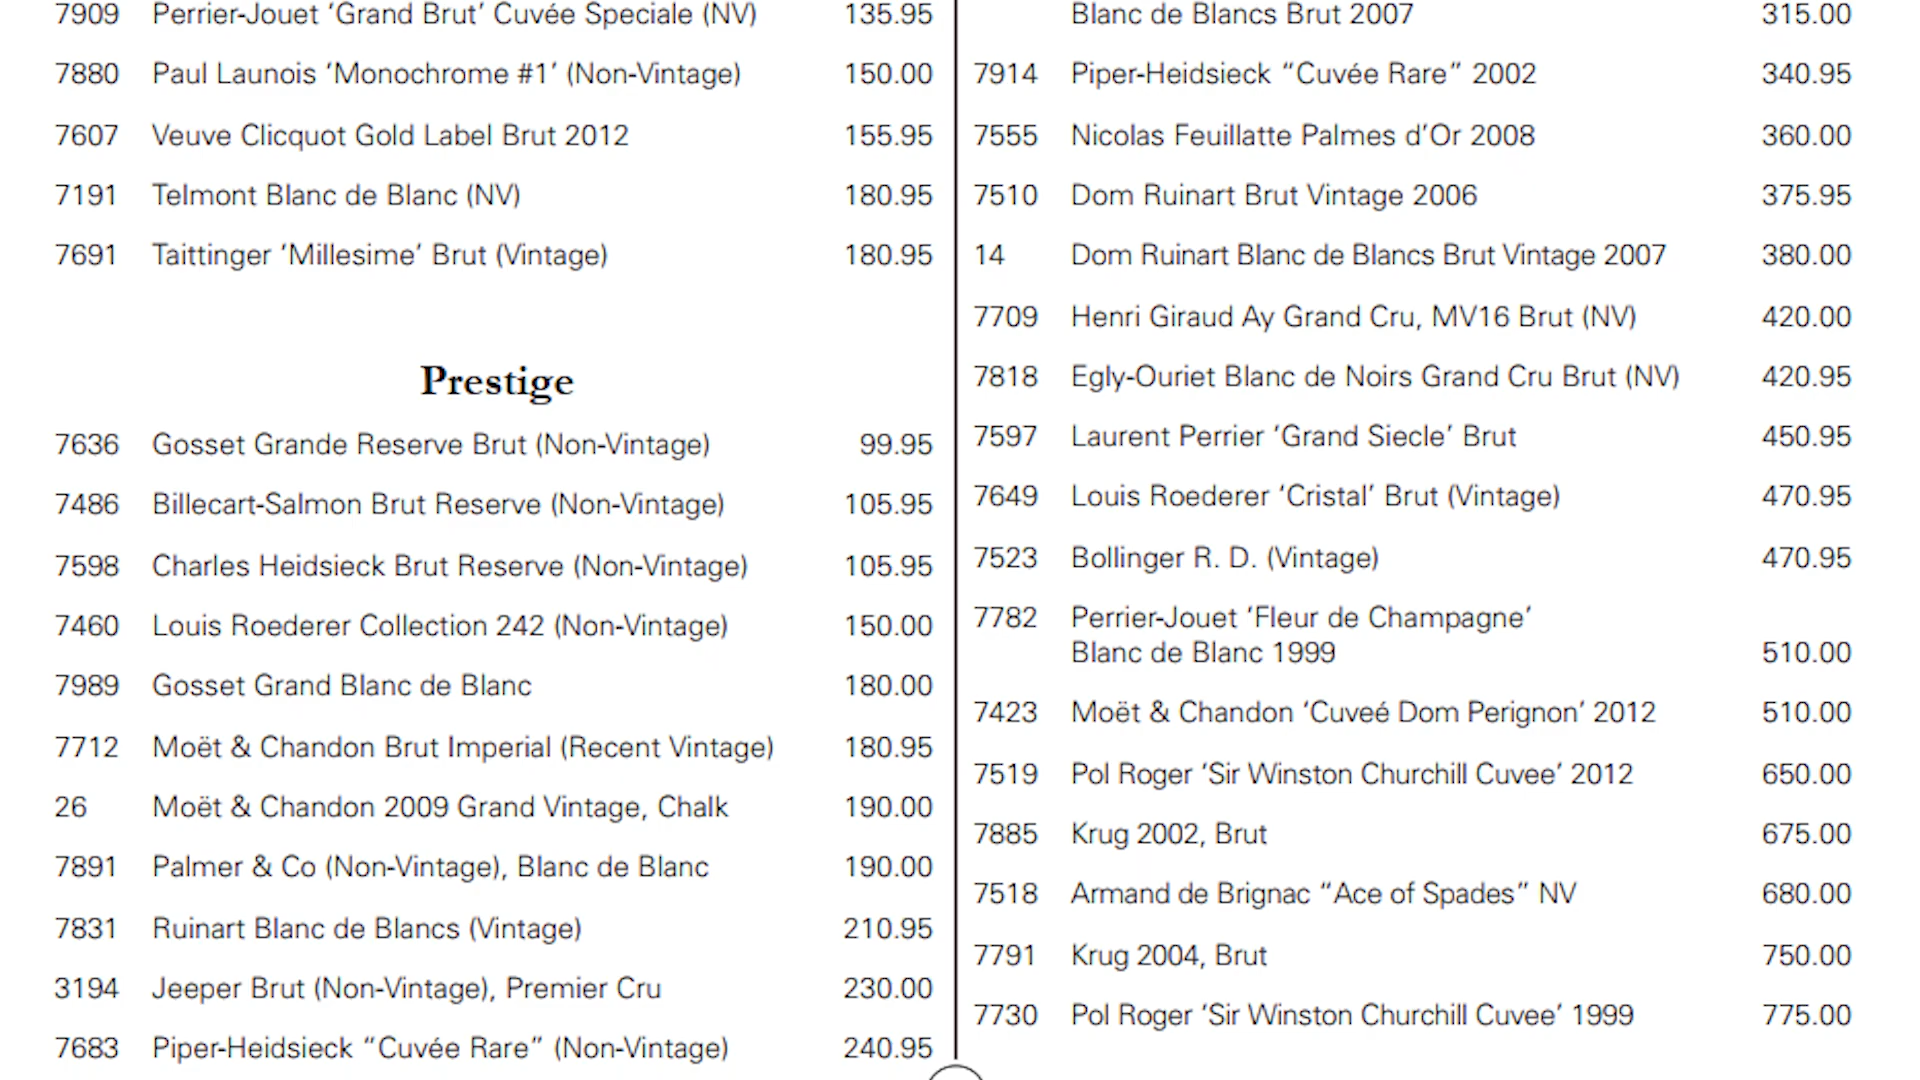 7909 Perrier-Jouet ‘Grand Brut’ Cuvée Speciale (NV) 135.95
7880 Paul Launois ‘Monochrome #1’ (Non-Vintage) 150.00
7607 Veuve Clicquot Gold Label Brut 2012 155.95
7191 Telmont Blanc de Blanc (NV) 180.95
7691 Taittinger ‘Millesime’ Brut (Vintage) 180.95
Prestige
7636 Gosset Grande Reserve Brut (Non-Vintage) 99.95
7486 Billecart-Salmon Brut Reserve (Non-Vintage) 105.95
7598 Charles Heidsieck Brut Reserve (Non-Vintage) 105.95
7460 Louis Roederer Collection 242 (Non-Vintage) 150.00
7989 Gosset Grand Blanc de Blanc 180.00
7712 Moët & Chandon Brut Imperial (Recent Vintage) 180.95
26 Moët & Chandon 2009 Grand Vintage, Chalk 190.00
7891 Palmer & Co (Non-Vintage), Blanc de Blanc 190.00
7831 Ruinart Blanc de Blancs (Vintage) 210.95
3194 Jeeper Brut (Non-Vintage), Premier Cru 230.00
7683 Piper-Heidsieck “Cuvée Rare” (Non-Vintage) 240.95
Blanc de Blancs Brut 2007 315.00
7914 Piper-Heidsieck “Cuvée Rare” 2002 340.95
7555 Nicolas Feuillatte Palmes d’Or 2008 360.00
7510 Dom Ruinart Brut Vintage 2006 375.95
14 Dom Ruinart Blanc de Blancs Brut Vintage 2007 380.00
7709 Henri Giraud Ay Grand Cru, MV16 Brut (NV) 420.00
7818 Egly-Ouriet Blanc de Noirs Grand Cru Brut (NV) 420.95
7597 Laurent Perrier ‘Grand Siecle’ Brut 450.95
7649 Louis Roederer ‘Cristal’ Brut (Vintage) 470.95
7523 Bollinger R. D. (Vintage) 470.95
7782 Perrier-Jouet ‘Fleur de Champagne’
Blanc de Blanc 1999 510.00
7423 Moët & Chandon ‘Cuveé Dom Perignon’ 2012 510.00
7519 Pol Roger ‘Sir Winston Churchill Cuvee’ 2012 650.00
7885 Krug 2002, Brut 675.00
7518 Armand de Brignac “Ace of Spades” NV 680.00
7791 Krug 2004, Brut 750.00
7730 Pol Roger ‘Sir Winston Churchill Cuvee’ 1999 775.00